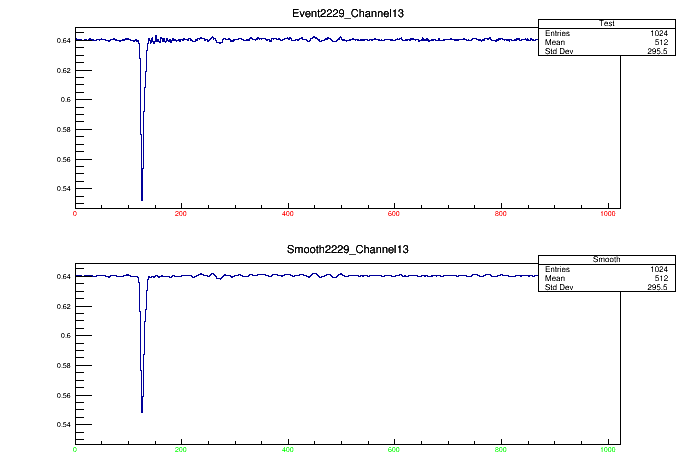 Event2229_Channel13
Test
Entries 1024
Mean 512
Std Dev 295.5
0.64
0.62
0.6
0.58
0.56
0.54
0 200 400 600 800 1000
Smooth2229_Channel13
Smooth
Entries 1024
Mean 512
Std Dev 295.5
0.64
0.62
0.6
0.58
0.56
0.54
0 200 400 600 800 1000